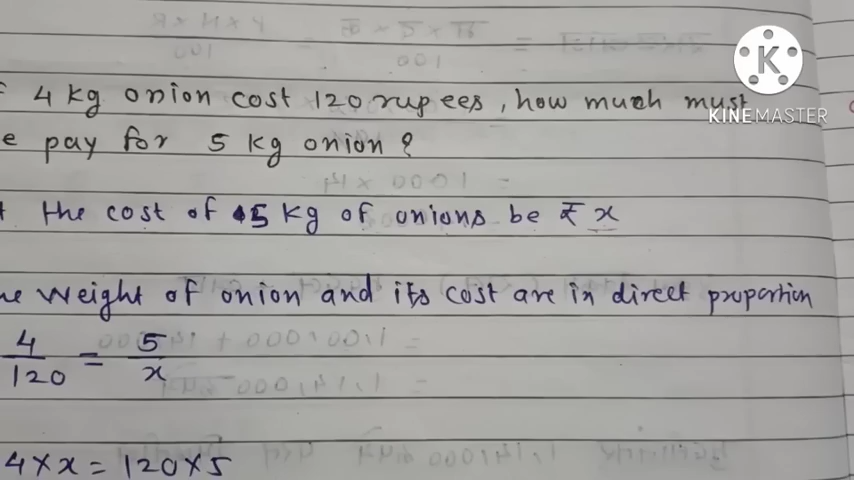 4 kg onion cost 120 rupees, how much must
pay for 5 kg onion?
the cost of 5 kg of onions be ₹ x
Weight of onion and its cost are in direct proportion
4/120 = 5/x
4 × x = 120 × 5
KINEMASTER